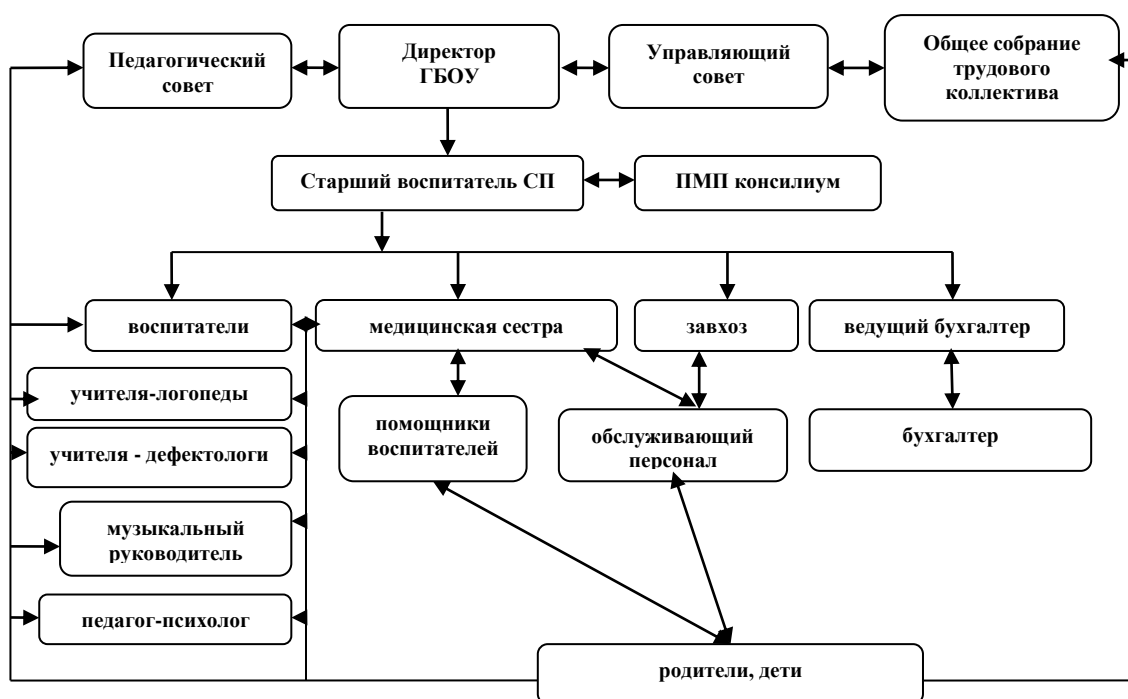 Педагогический
совет
Директор
ГБОУ
Управляющий
совет
Общее собрание
трудового
коллектива
Старший воспитатель СП
ПМП консилиум
воспитатели
медицинская сестра
завхоз
ведущий бухгалтер
учителя-логопеды
помощники
воспитателей
обслуживающий
персонал
бухгалтер
учителя - дефектологи
музыкальный
руководитель
педагог-психолог
родители, дети